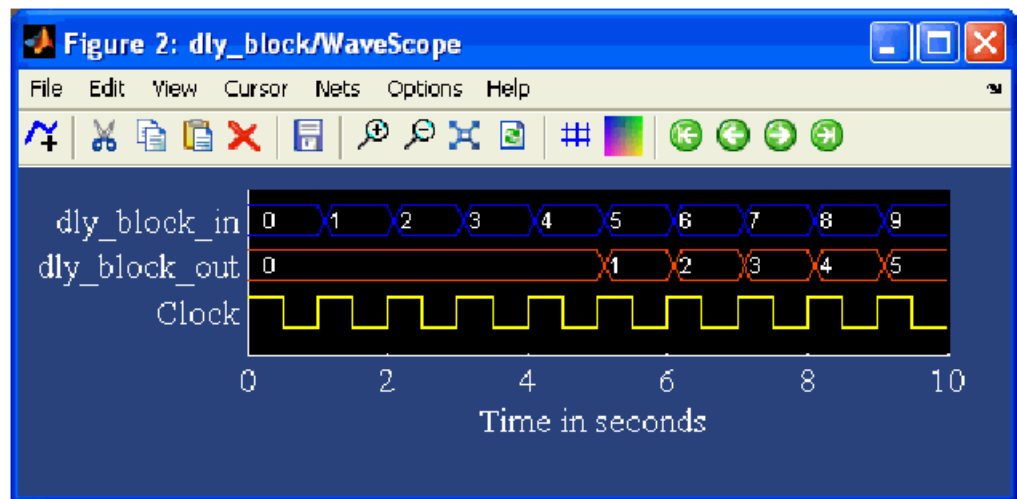 Figure 2: dly_block/WaveScope
File Edit View Cursor Nets Options Help
dly_block_in 0 1 2 3 4 5 6 7 8 9
dly_block_out 0 1 2 3 4 5
Clock
0 2 4 6 8 10
Time in seconds